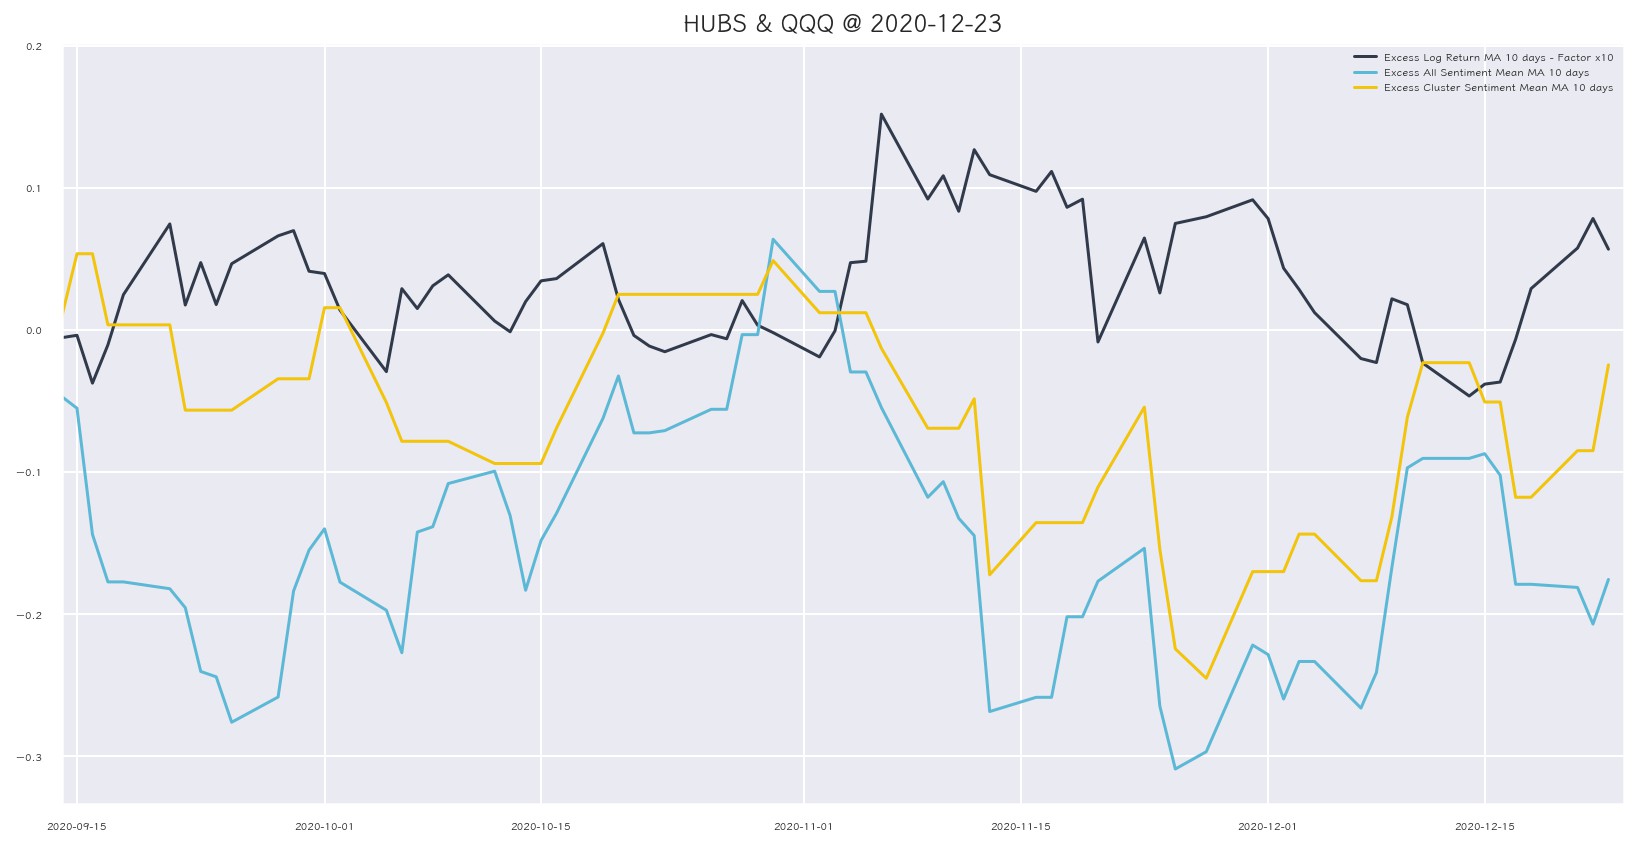 HUBS & QQQ @ 2020-12-23
Excess Log Return MA 10 days - Factor x10
Excess All Sentiment Mean MA 10 days
Excess Cluster Sentiment Mean MA 10 days
0.2
0.1
0.0
−0.1
−0.2
−0.3
2020-09-15 2020-10-01 2020-10-15 2020-11-01 2020-11-15 2020-12-01 2020-12-15